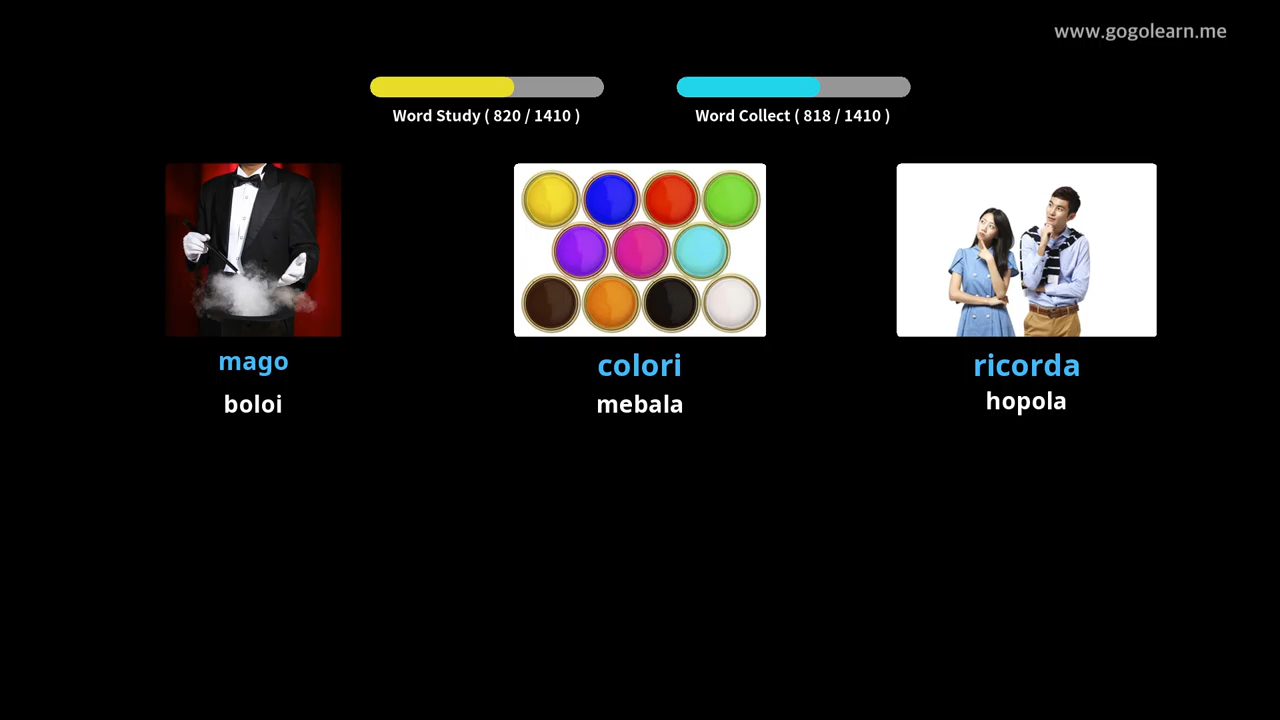 www.gogolearn.me
Word Study ( 820 / 1410 )
Word Collect ( 818 / 1410 )
mago
colori
ricorda
boloi
mebala
hopola